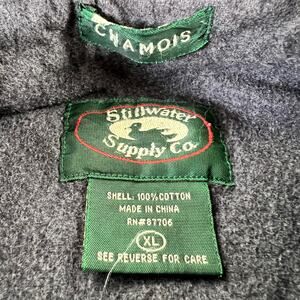 CHAMOIS
Stillwater
Supply Co.
SHELL: 100% COTTON
MADE IN CHINA
RN#87706
XL
SEE REVERSE FOR CARE